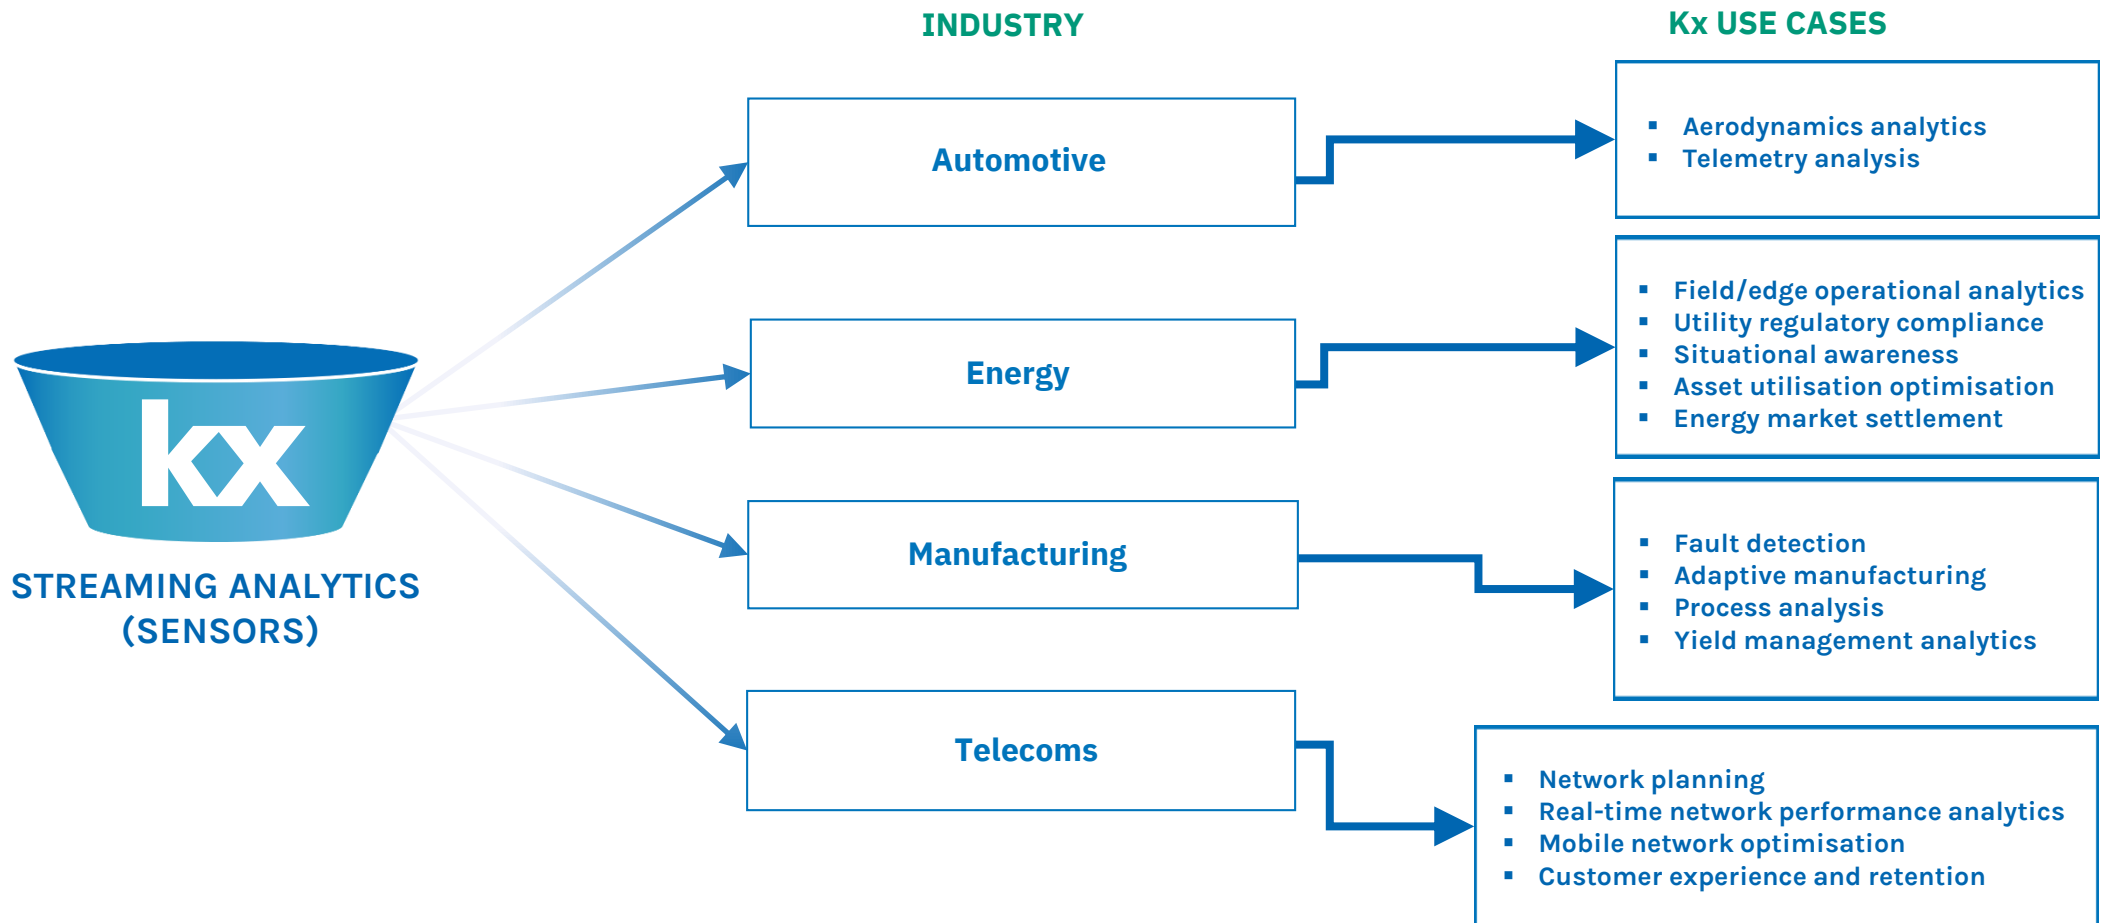 INDUSTRY
Kx USE CASES
Automotive
▪ Aerodynamics analytics
▪ Telemetry analysis
Energy
▪ Field/edge operational analytics
▪ Utility regulatory compliance
▪ Situational awareness
▪ Asset utilisation optimisation
▪ Energy market settlement
kx
STREAMING ANALYTICS
(SENSORS)
Manufacturing
▪ Fault detection
▪ Adaptive manufacturing
▪ Process analysis
▪ Yield management analytics
Telecoms
▪ Network planning
▪ Real-time network performance analytics
▪ Mobile network optimisation
▪ Customer experience and retention